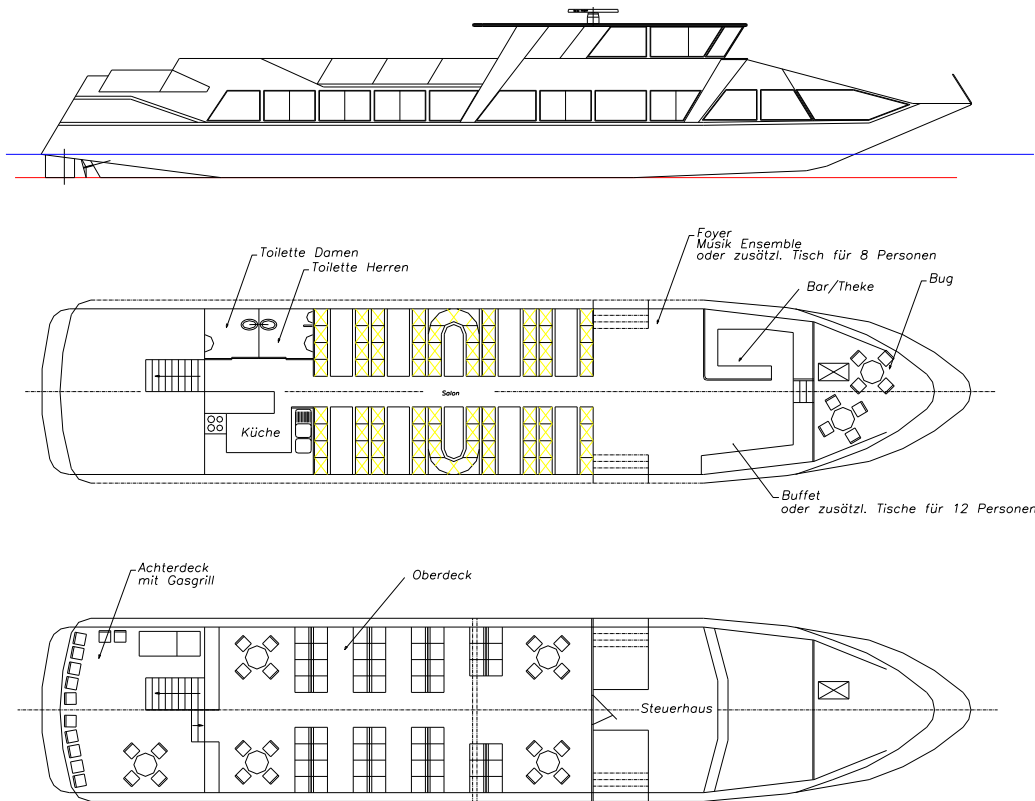 Foyer
Musik Ensemble
oder zusätzl. Tisch für 8 Personen
Toilette Damen
Toilette Herren
Bar/Theke
Bug
Salon
Küche
Buffet
oder zusätzl. Tische für 12 Personen
Achterdeck
mit Gasgrill
Oberdeck
Steuerhaus